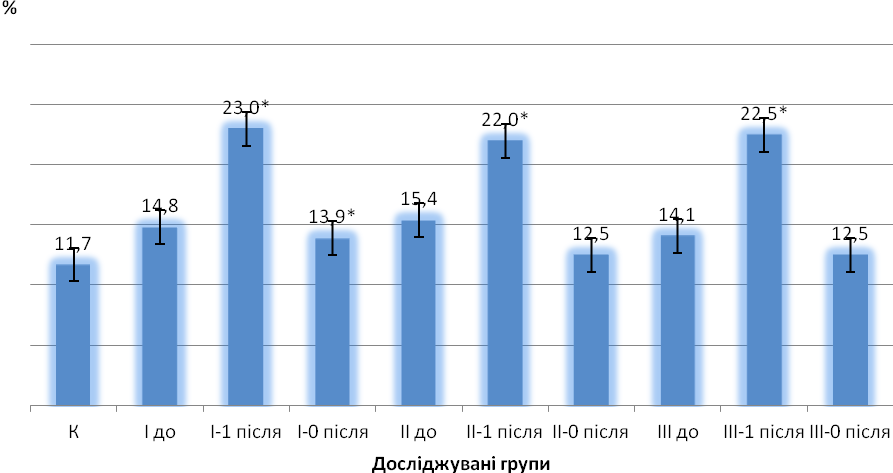 %
23,0*
22,0*
22,5*
14,8
13,9*
15,4
14,1
11,7
12,5
12,5
К
І до
І-1 після
І-0 після
ІІ до
ІІ-1 після
ІІ-0 після
ІІІ до
ІІІ-1 після
ІІІ-0 після
Досліджувані групи